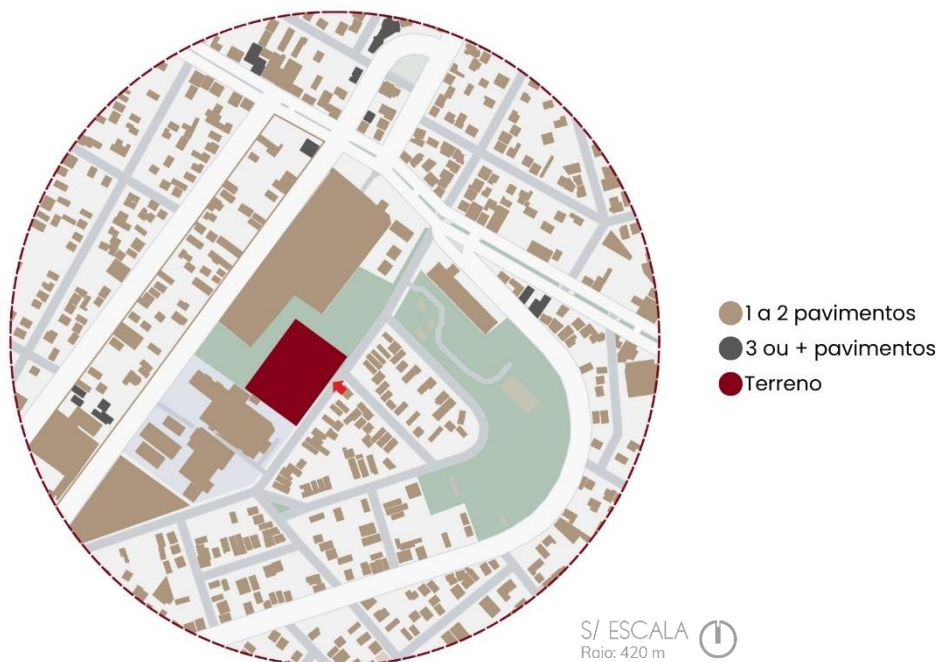 1 a 2 pavimentos
3 ou + pavimentos
Terreno
S/ ESCALA
Raio: 420 m